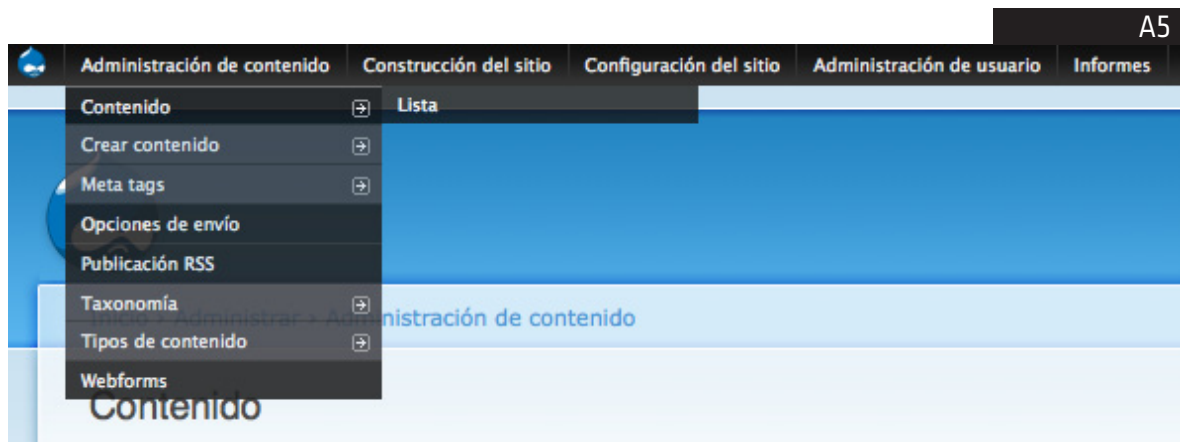 A5
Administración de contenido Construcción del sitio Configuración del sitio Administración de usuario Informes
Contenido Lista
Crear contenido
Meta tags
Opciones de envío
Publicación RSS
Taxonomía
Inicio › Administrar › Administración de contenido
Tipos de contenido
Webforms
Contenido